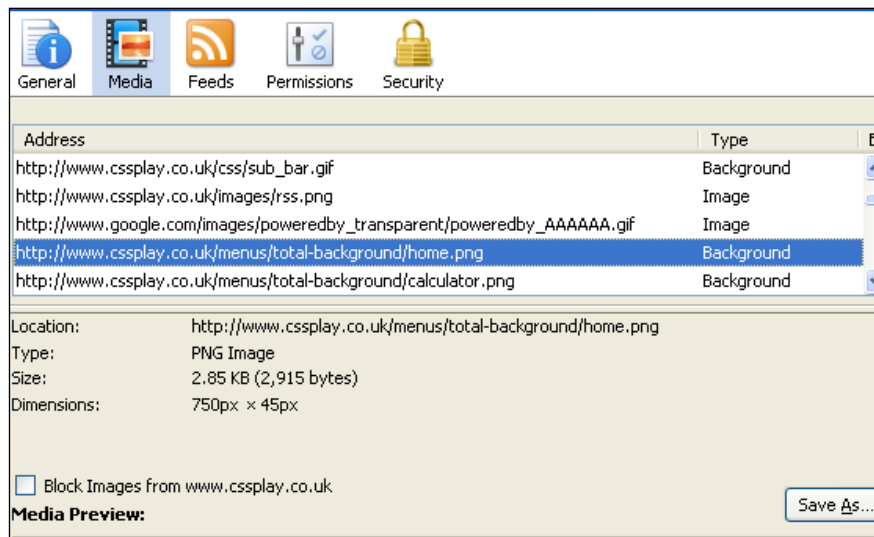 General Media Feeds Permissions Security
Address Type
http://www.cssplay.co.uk/css/sub_bar.gif Background
http://www.cssplay.co.uk/images/rss.png Image
http://www.google.com/images/poweredby_transparent/poweredby_AAAAAA.gif Image
http://www.cssplay.co.uk/menus/total-background/home.png Background
http://www.cssplay.co.uk/menus/total-background/calculator.png Background
Location: http://www.cssplay.co.uk/menus/total-background/home.png
Type: PNG Image
Size: 2.85 KB (2,915 bytes)
Dimensions: 750px × 45px
Block Images from www.cssplay.co.uk
Save As...
Media Preview: